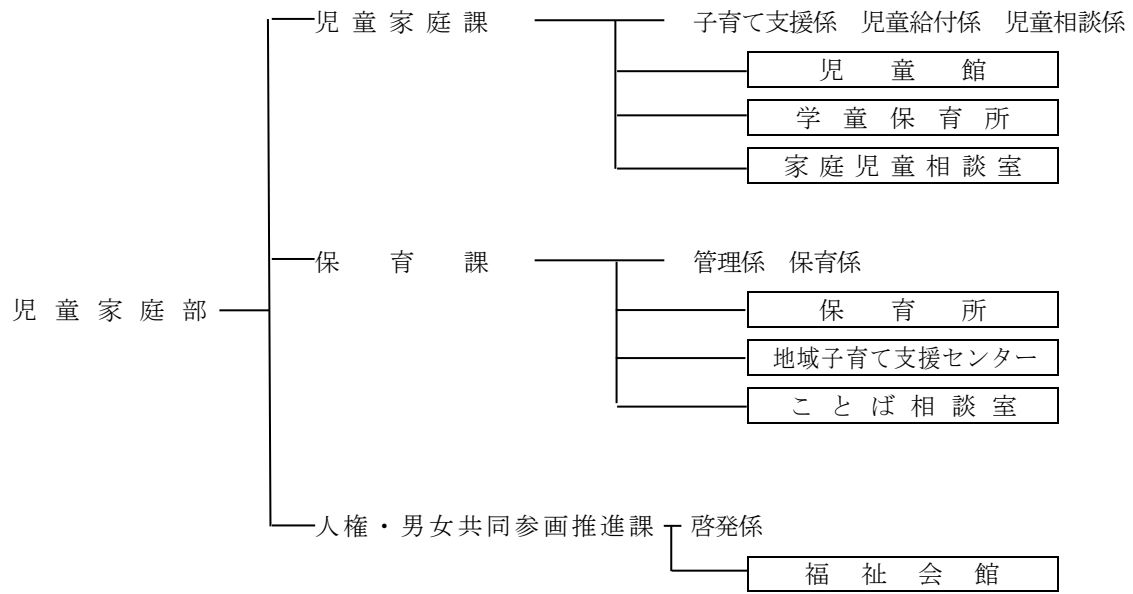 児童家庭課 子育て支援係 児童給付係 児童相談係
児童館
学童保育所
家庭児童相談室
保育課 管理係 保育係
児童家庭部
保育所
地域子育て支援センター
ことば相談室
人権・男女共同参画推進課 啓発係
福祉会館